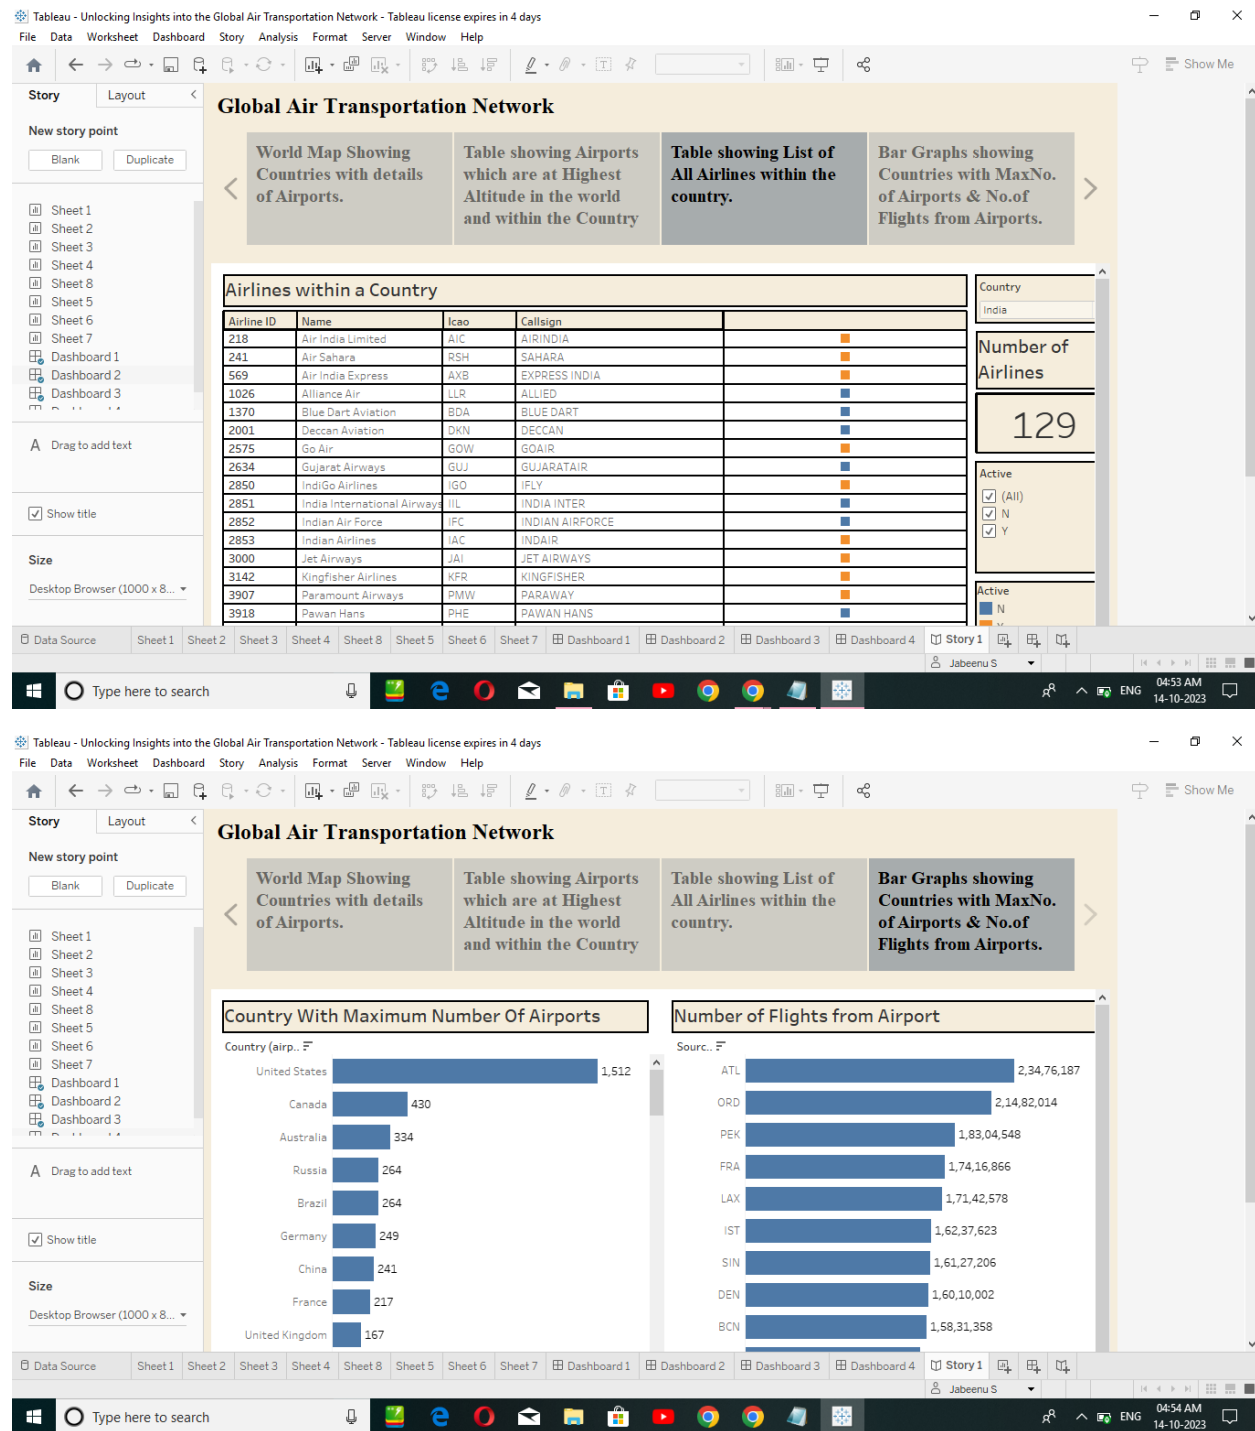 Tableau - Unlocking Insights into the Global Air Transportation Network - Tableau license expires in 4 days
File Data Worksheet Dashboard Story Analysis Format Server Window Help
Show Me
Story Layout
New story point
Blank Duplicate
Sheet 1
Sheet 2
Sheet 3
Sheet 4
Sheet 8
Sheet 5
Sheet 6
Sheet 7
Dashboard 1
Dashboard 2
Dashboard 3
A Drag to add text
Show title
Size
Desktop Browser (1000 x 8...
Global Air Transportation Network
World Map Showing
Countries with details
of Airports.
Table showing Airports
which are at Highest
Altitude in the world
and within the Country
Table showing List of
All Airlines within the
country.
Bar Graphs showing
Countries with MaxNo.
of Airports & No.of
Flights from Airports.
Airlines within a Country
Airline ID Name Icao Callsign
218 Air India Limited AIC AIRINDIA
241 Air Sahara RSH SAHARA
569 Air India Express AXB EXPRESS INDIA
1026 Alliance Air LLR ALLIED
1370 Blue Dart Aviation BDA BLUE DART
2001 Deccan Aviation DKN DECCAN
2575 Go Air GOW GOAIR
2634 Gujarat Airways GUJ GUJARATAIR
2850 IndiGo Airlines IGO IFLY
2851 India International Airways IIL INDIA INTER
2852 Indian Air Force IFC INDIAN AIRFORCE
2853 Indian Airlines IAC INDAIR
3000 Jet Airways JAI JET AIRWAYS
3142 Kingfisher Airlines KFR KINGFISHER
3907 Paramount Airways PMW PARAWAY
3918 Pawan Hans PHE PAWAN HANS
Country
India
Number of
Airlines
129
Active
(All)
N
Y
Active
N
Data Source Sheet 1 Sheet 2 Sheet 3 Sheet 4 Sheet 8 Sheet 5 Sheet 6 Sheet 7 Dashboard 1 Dashboard 2 Dashboard 3 Dashboard 4 Story 1
Jabeenu S
Type here to search
ENG
04:53 AM
14-10-2023
Tableau - Unlocking Insights into the Global Air Transportation Network - Tableau license expires in 4 days
File Data Worksheet Dashboard Story Analysis Format Server Window Help
Show Me
Story Layout
New story point
Blank Duplicate
Sheet 1
Sheet 2
Sheet 3
Sheet 4
Sheet 8
Sheet 5
Sheet 6
Sheet 7
Dashboard 1
Dashboard 2
Dashboard 3
A Drag to add text
Show title
Size
Desktop Browser (1000 x 8...
Global Air Transportation Network
World Map Showing
Countries with details
of Airports.
Table showing Airports
which are at Highest
Altitude in the world
and within the Country
Table showing List of
All Airlines within the
country.
Bar Graphs showing
Countries with MaxNo.
of Airports & No.of
Flights from Airports.
Country With Maximum Number Of Airports
Country (airp..
United States 1,512
Canada 430
Australia 334
Russia 264
Brazil 264
Germany 249
China 241
France 217
United Kingdom 167
Number of Flights from Airport
Sourc..
ATL 2,34,76,187
ORD 2,14,82,014
PEK 1,83,04,548
FRA 1,74,16,866
LAX 1,71,42,578
IST 1,62,37,623
SIN 1,61,27,206
DEN 1,60,10,002
BCN 1,58,31,358
Data Source Sheet 1 Sheet 2 Sheet 3 Sheet 4 Sheet 8 Sheet 5 Sheet 6 Sheet 7 Dashboard 1 Dashboard 2 Dashboard 3 Dashboard 4 Story 1
Jabeenu S
Type here to search
ENG
04:54 AM
14-10-2023